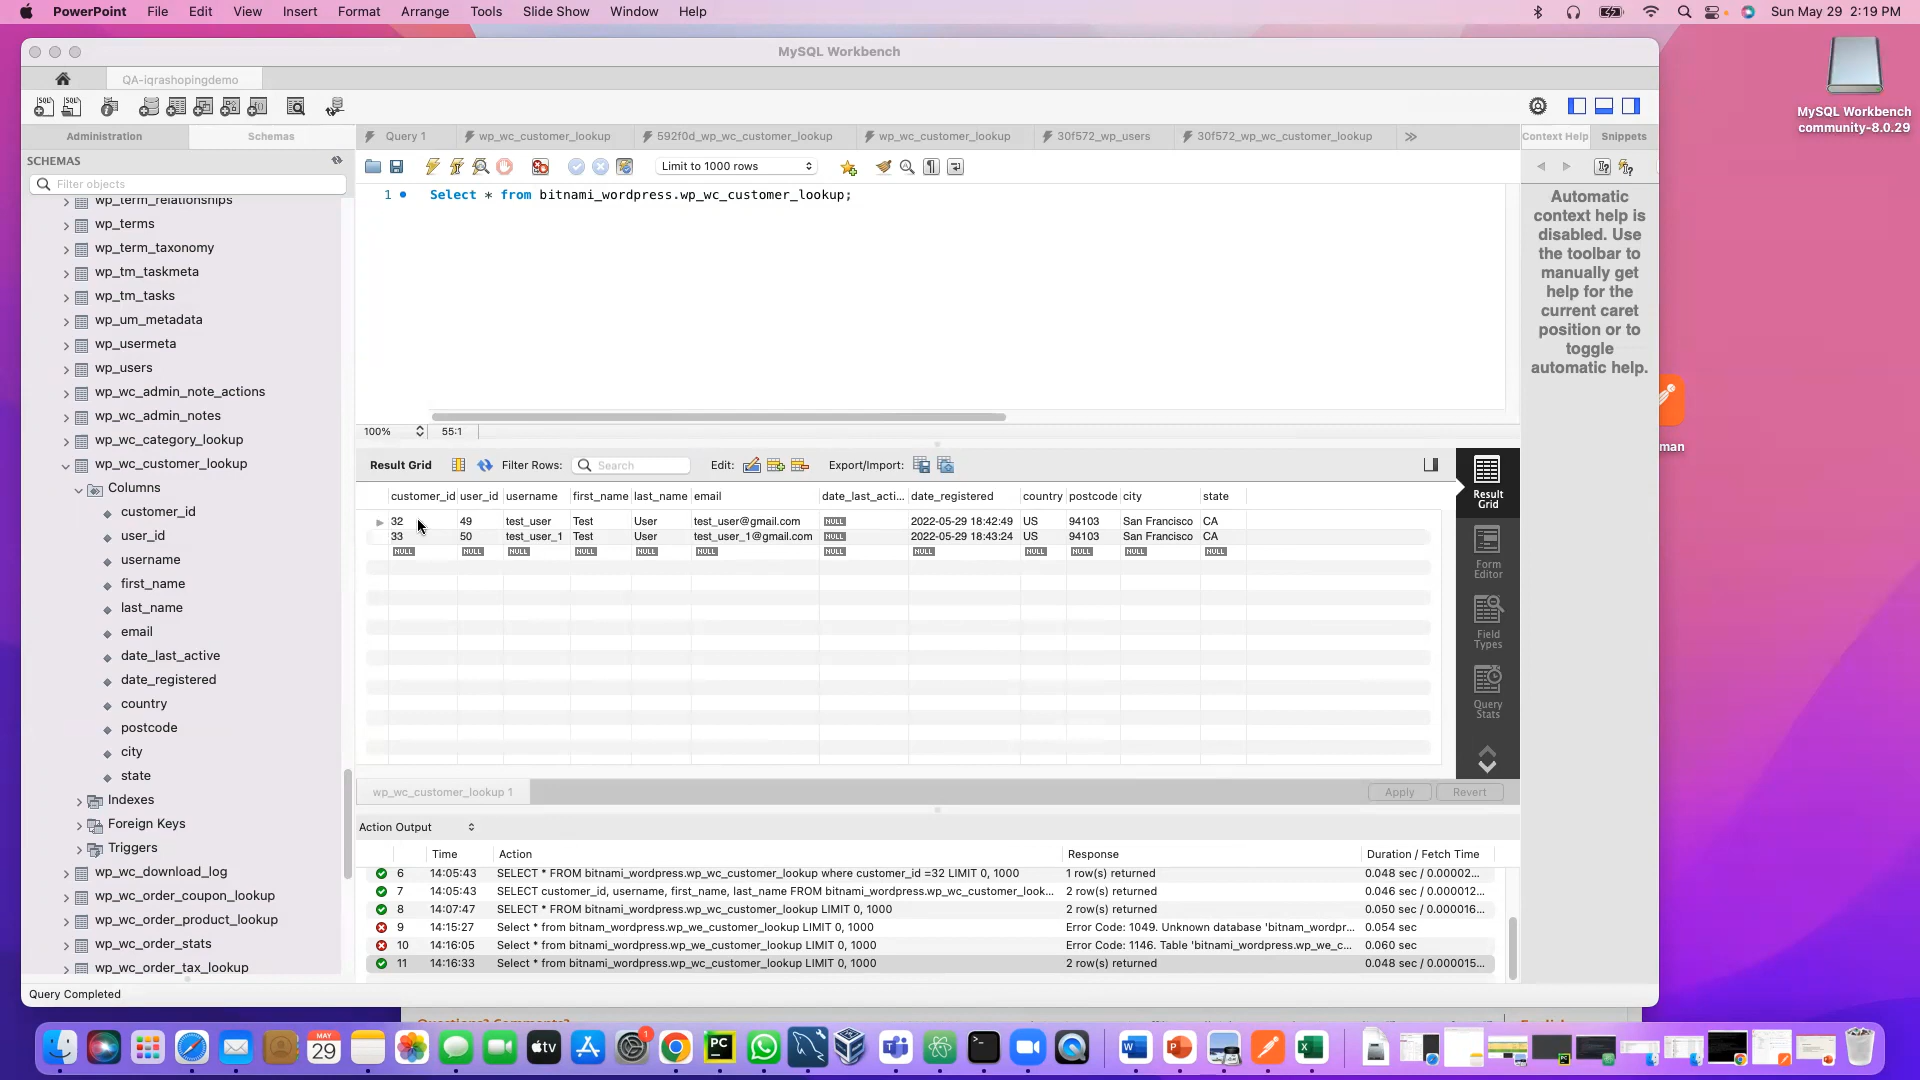 PowerPoint File Edit View Insert Format Arrange Tools Slide Show Window Help Sun May 29 2:19 PM
MySQL Workbench
QA-iqrashopingdemo
MySQL Workbench
community-8.0.29
Administration Schemas
Query 1 wp_wc_customer_lookup 592f0d_wp_wc_customer_lookup wp_wc_customer_lookup 30f572_wp_users 30f572_wp_wc_customer_lookup
Context Help Snippets
SCHEMAS
Filter objects
Limit to 1000 rows
1 Select * from bitnami_wordpress.wp_wc_customer_lookup;
Automatic
context help is
disabled. Use
the toolbar to
manually get
help for the
current caret
position or to
toggle
automatic help.
wp_term_relationships
wp_terms
wp_term_taxonomy
wp_tm_taskmeta
wp_tm_tasks
wp_um_metadata
wp_usermeta
wp_users
wp_wc_admin_note_actions
wp_wc_admin_notes
wp_wc_category_lookup
wp_wc_customer_lookup
Columns
customer_id
user_id
username
first_name
last_name
email
date_last_active
date_registered
country
postcode
city
state
Indexes
Foreign Keys
Triggers
wp_wc_download_log
wp_wc_order_coupon_lookup
wp_wc_order_product_lookup
wp_wc_order_stats
wp_wc_order_tax_lookup
man
100% 55:1
Result Grid Filter Rows: Search Edit: Export/Import:
customer_id user_id username first_name last_name email date_last_acti... date_registered country postcode city state
32 49 test_user Test User test_user@gmail.com NULL 2022-05-29 18:42:49 US 94103 San Francisco CA
33 50 test_user_1 Test User test_user_1@gmail.com NULL 2022-05-29 18:43:24 US 94103 San Francisco CA
NULL NULL NULL NULL NULL NULL NULL NULL NULL NULL NULL NULL
Result
Grid
Form
Editor
Field
Types
Query
Stats
wp_wc_customer_lookup 1 Apply Revert
Action Output
Time Action Response Duration / Fetch Time
6 14:05:43 SELECT * FROM bitnami_wordpress.wp_wc_customer_lookup where customer_id =32 LIMIT 0, 1000 1 row(s) returned 0.048 sec / 0.00002...
7 14:05:43 SELECT customer_id, username, first_name, last_name FROM bitnami_wordpress.wp_wc_customer_look... 2 row(s) returned 0.046 sec / 0.000012...
8 14:07:47 SELECT * FROM bitnami_wordpress.wp_wc_customer_lookup LIMIT 0, 1000 2 row(s) returned 0.050 sec / 0.000016...
9 14:15:27 Select * from bitnam_wordpress.wp_we_customer_lookup LIMIT 0, 1000 Error Code: 1049. Unknown database 'bitnam_wordpr... 0.054 sec
10 14:16:05 Select * from bitnami_wordpress.wp_we_customer_lookup LIMIT 0, 1000 Error Code: 1146. Table 'bitnami_wordpress.wp_we_c... 0.060 sec
11 14:16:33 Select * from bitnami_wordpress.wp_wc_customer_lookup LIMIT 0, 1000 2 row(s) returned 0.048 sec / 0.000015...
Query Completed
MAY
29
tv
1
PC
W
P
X